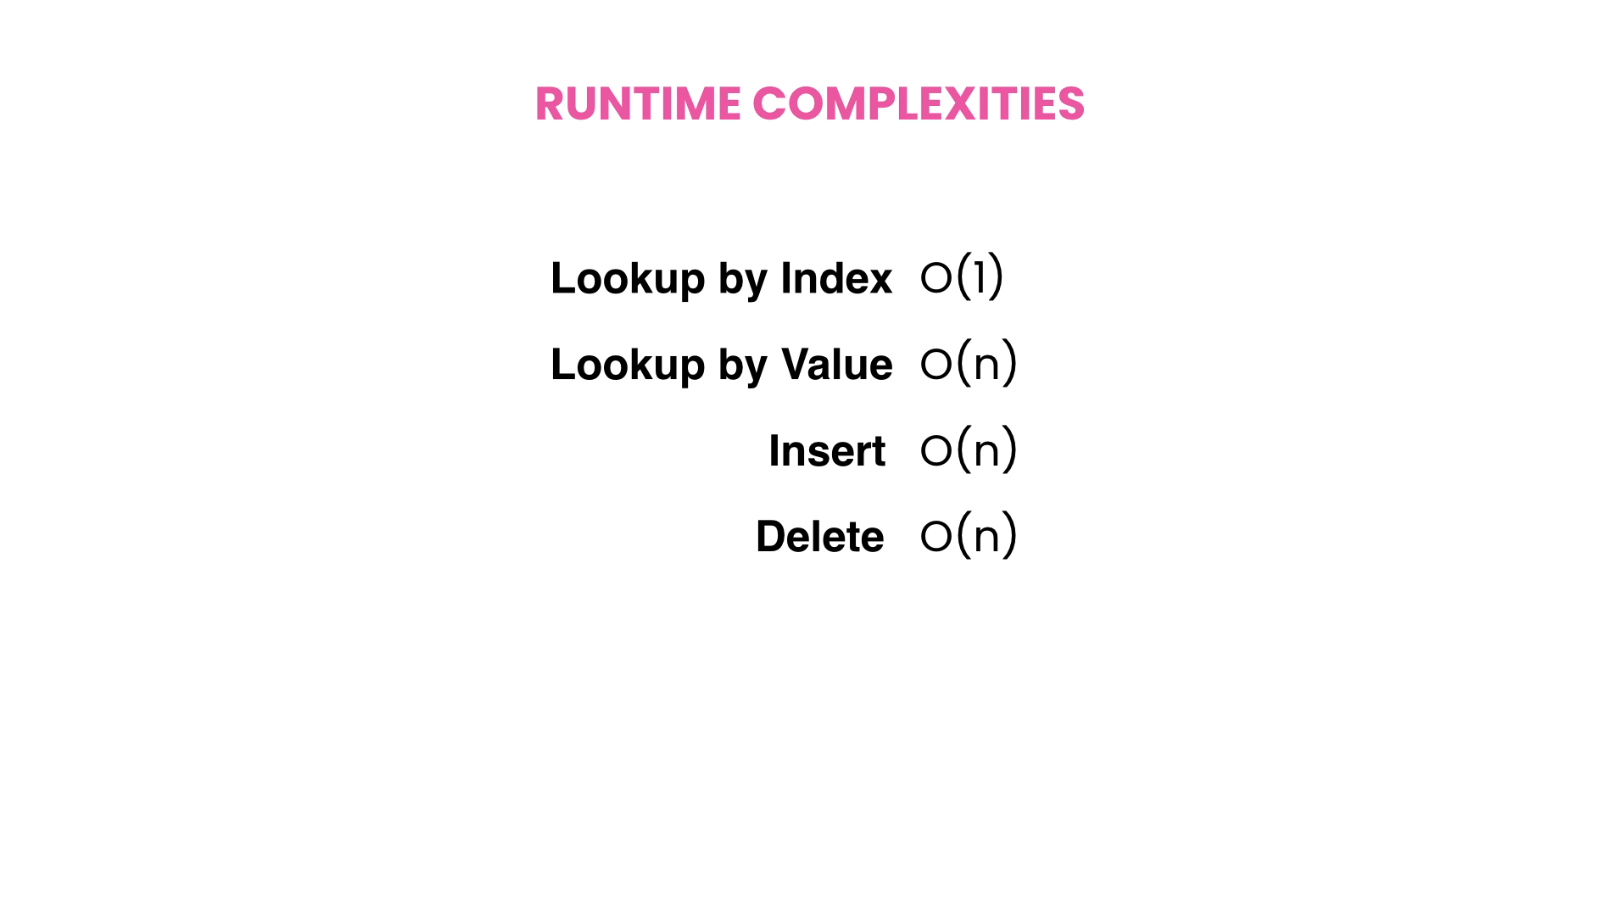 RUNTIME COMPLEXITIES
Lookup by Index O(1)
Lookup by Value O(n)
Insert O(n)
Delete O(n)